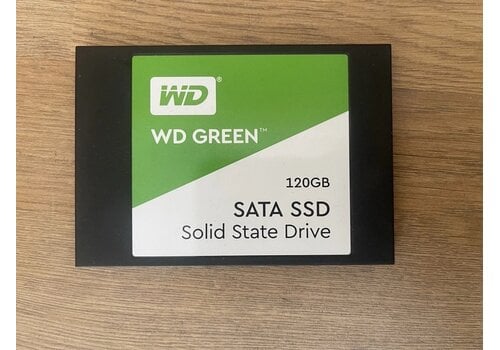 WD®
WD GREEN™
120GB
SATA SSD
Solid State Drive